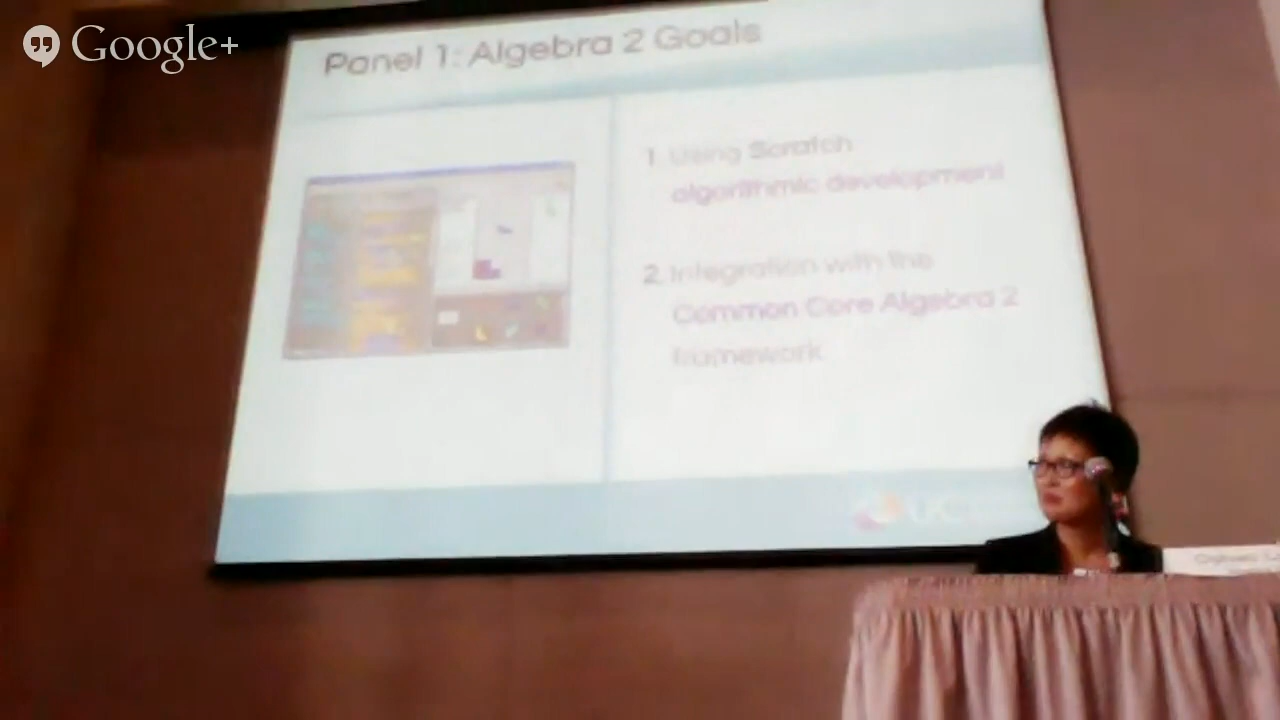 Google+
Panel 1: Algebra 2 Goals
1. Using Scratch
algorithmic development
2. Integration with the
Common Core Algebra 2
framework
UC